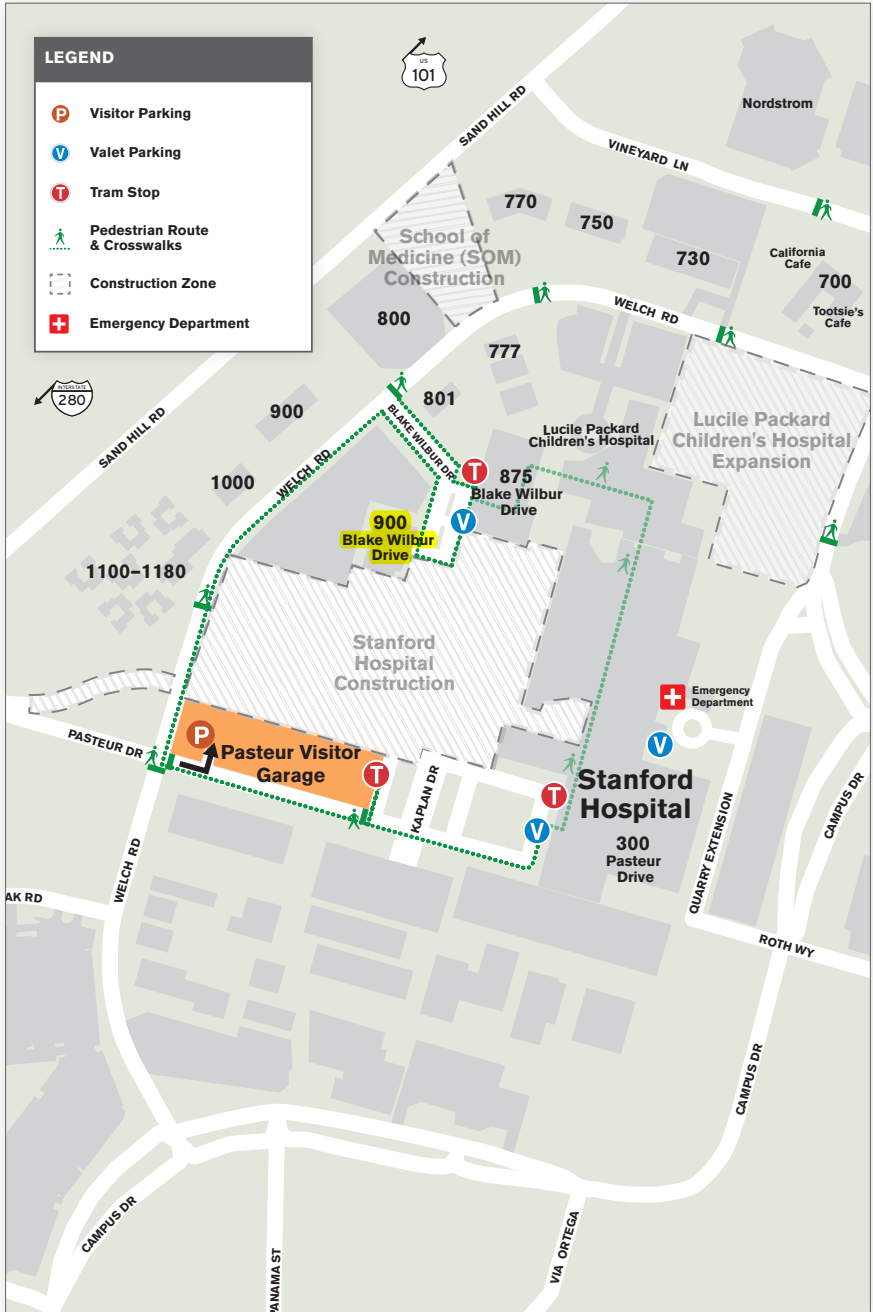 LEGEND
P Visitor Parking
V Valet Parking
T Tram Stop
Pedestrian Route
& Crosswalks
Construction Zone
Emergency Department
US
101
SAND HILL RD
Nordstrom
VINEYARD LN
770
750
730
School of
Medicine (SOM)
Construction
California
Cafe
700
Tootsie's
Cafe
800
WELCH RD
777
INTERSTATE
280
801
900
SAND HILL RD
BLAKE WILBUR DR
Lucile Packard
Children's Hospital
Lucile Packard
Children's Hospital
Expansion
WELCH RD
1000
T
875
Blake Wilbur
Drive
V
900
Blake Wilbur
Drive
1100–1180
Stanford
Hospital
Construction
Emergency
Department
PASTEUR DR
P
Pasteur Visitor
Garage
T
V
KAPLAN DR
T
Stanford
Hospital
V
300
Pasteur
Drive
QUARRY EXTENSION
CAMPUS DR
WELCH RD
AK RD
ROTH WY
CAMPUS DR
CAMPUS DR
PANAMA ST
VIA ORTEGA